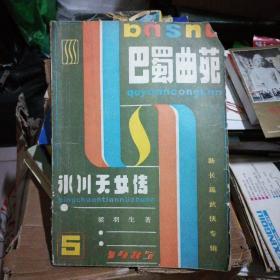 bashu
巴蜀曲苑
quyuancongkan
冰川天女传
bingchuantiannüzhuan
梁羽生著
新长篇武侠专辑
5
1985